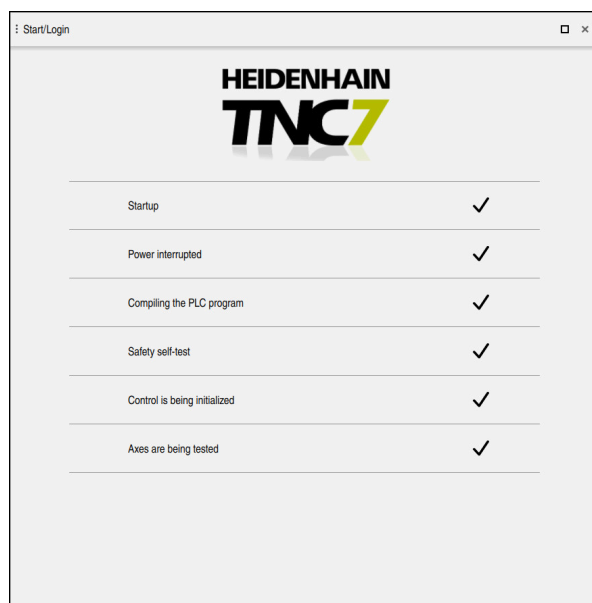 Start/Login
HEIDENHAIN
TNC7
Startup
Power interrupted
Compiling the PLC program
Safety self-test
Control is being initialized
Axes are being tested